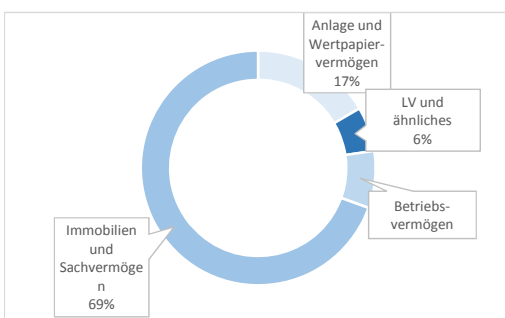 Anlage und
Wertpapier-
vermögen
17%
LV und
ähnliches
6%
Betriebs-
vermögen
Immobilien
und
Sachvermöge
n
69%